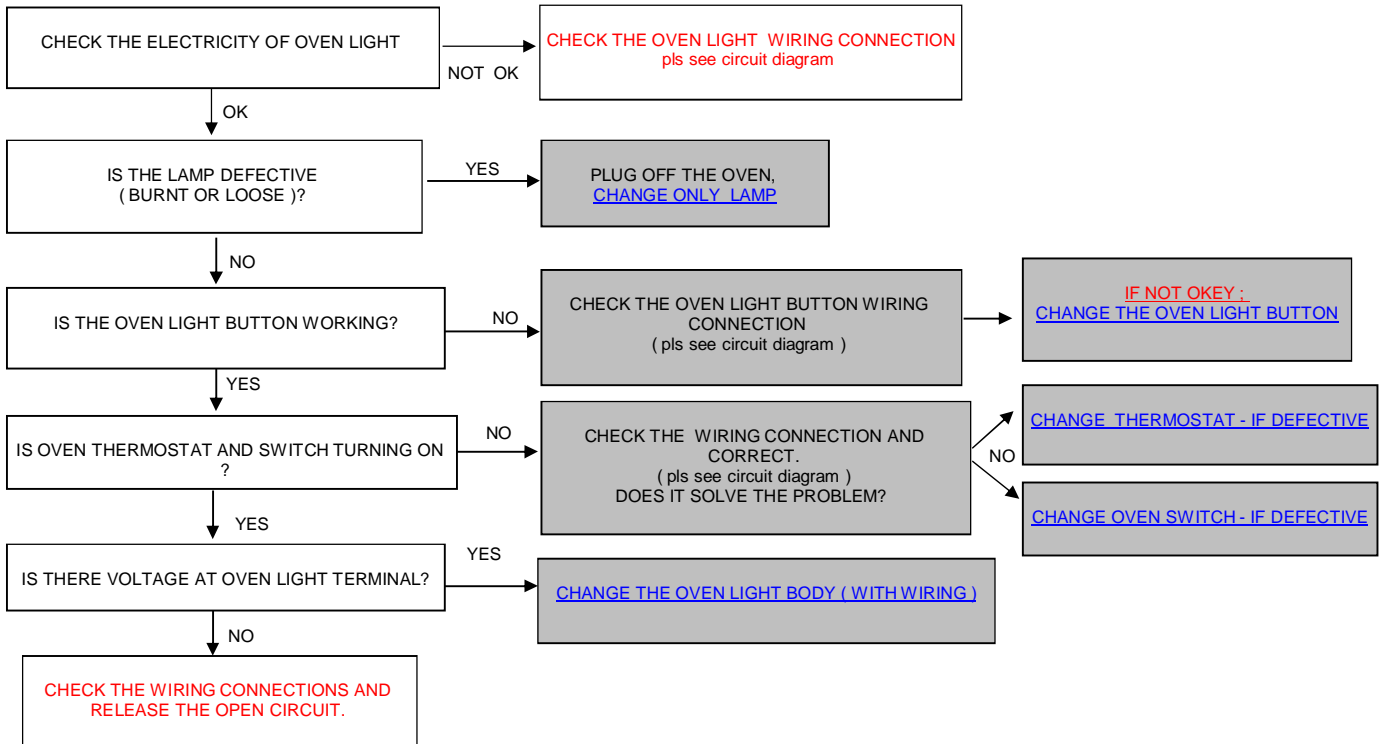 CHECK THE ELECTRICITY OF OVEN LIGHT
NOT OK
CHECK THE OVEN LIGHT WIRING CONNECTION
pls see circuit diagram
OK
IS THE LAMP DEFECTIVE
( BURNT OR LOOSE )?
YES
PLUG OFF THE OVEN,
CHANGE ONLY LAMP
NO
IS THE OVEN LIGHT BUTTON WORKING?
NO
CHECK THE OVEN LIGHT BUTTON WIRING
CONNECTION
( pls see circuit diagram )
IF NOT OKEY ;
CHANGE THE OVEN LIGHT BUTTON
YES
IS OVEN THERMOSTAT AND SWITCH TURNING ON
?
NO
CHECK THE WIRING CONNECTION AND
CORRECT.
( pls see circuit diagram )
DOES IT SOLVE THE PROBLEM?
NO
CHANGE THERMOSTAT - IF DEFECTIVE
CHANGE OVEN SWITCH - IF DEFECTIVE
YES
IS THERE VOLTAGE AT OVEN LIGHT TERMINAL?
YES
CHANGE THE OVEN LIGHT BODY ( WITH WIRING )
NO
CHECK THE WIRING CONNECTIONS AND
RELEASE THE OPEN CIRCUIT.